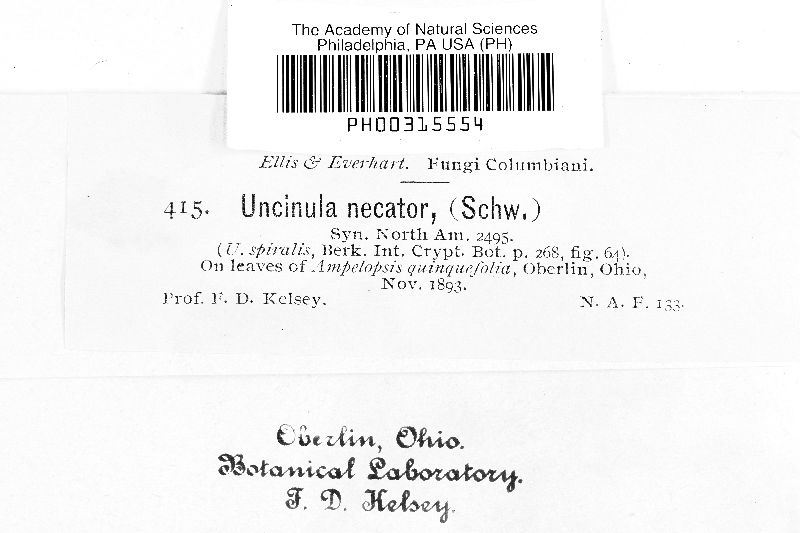 The Academy of Natural Sciences
Philadelphia, PA USA (PH)
PH00315554
Ellis & Everhart. Fungi Columbiani.
415. Uncinula necator, (Schw.)
Syn. North Am. 2495.
(U. spiralis, Berk. Int. Crypt. Bot. p. 268, fig. 64).
On leaves of Ampelopsis quinquefolia, Oberlin, Ohio,
Nov. 1893.
Prof. F. D. Kelsey. N. A. F. 133.
Oberlin, Ohio.
Botanical Laboratory.
F. D. Kelsey.